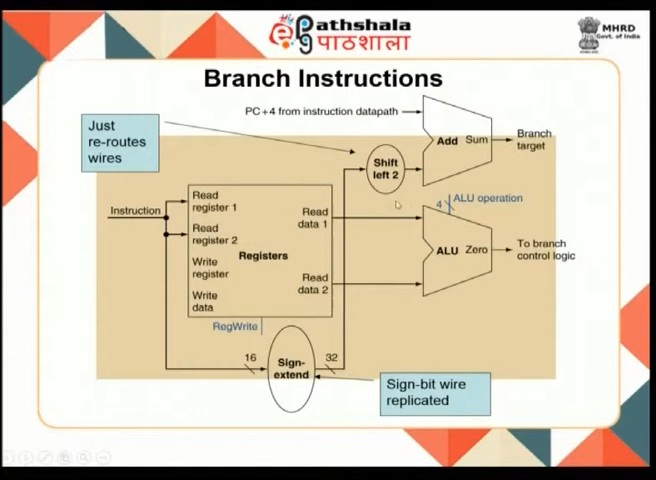 Pathshala
पाठशाला
MHRD
Govt. of India
Branch Instructions
PC+4 from instruction datapath
Just
re-routes
wires
Add Sum
Branch
target
Shift
left 2
4
ALU operation
Instruction
Read
register 1
Read
register 2
Write
register
Write
data
Registers
Read
data 1
Read
data 2
ALU Zero
To branch
control logic
RegWrite
16
Sign-
extend
32
Sign-bit wire
replicated